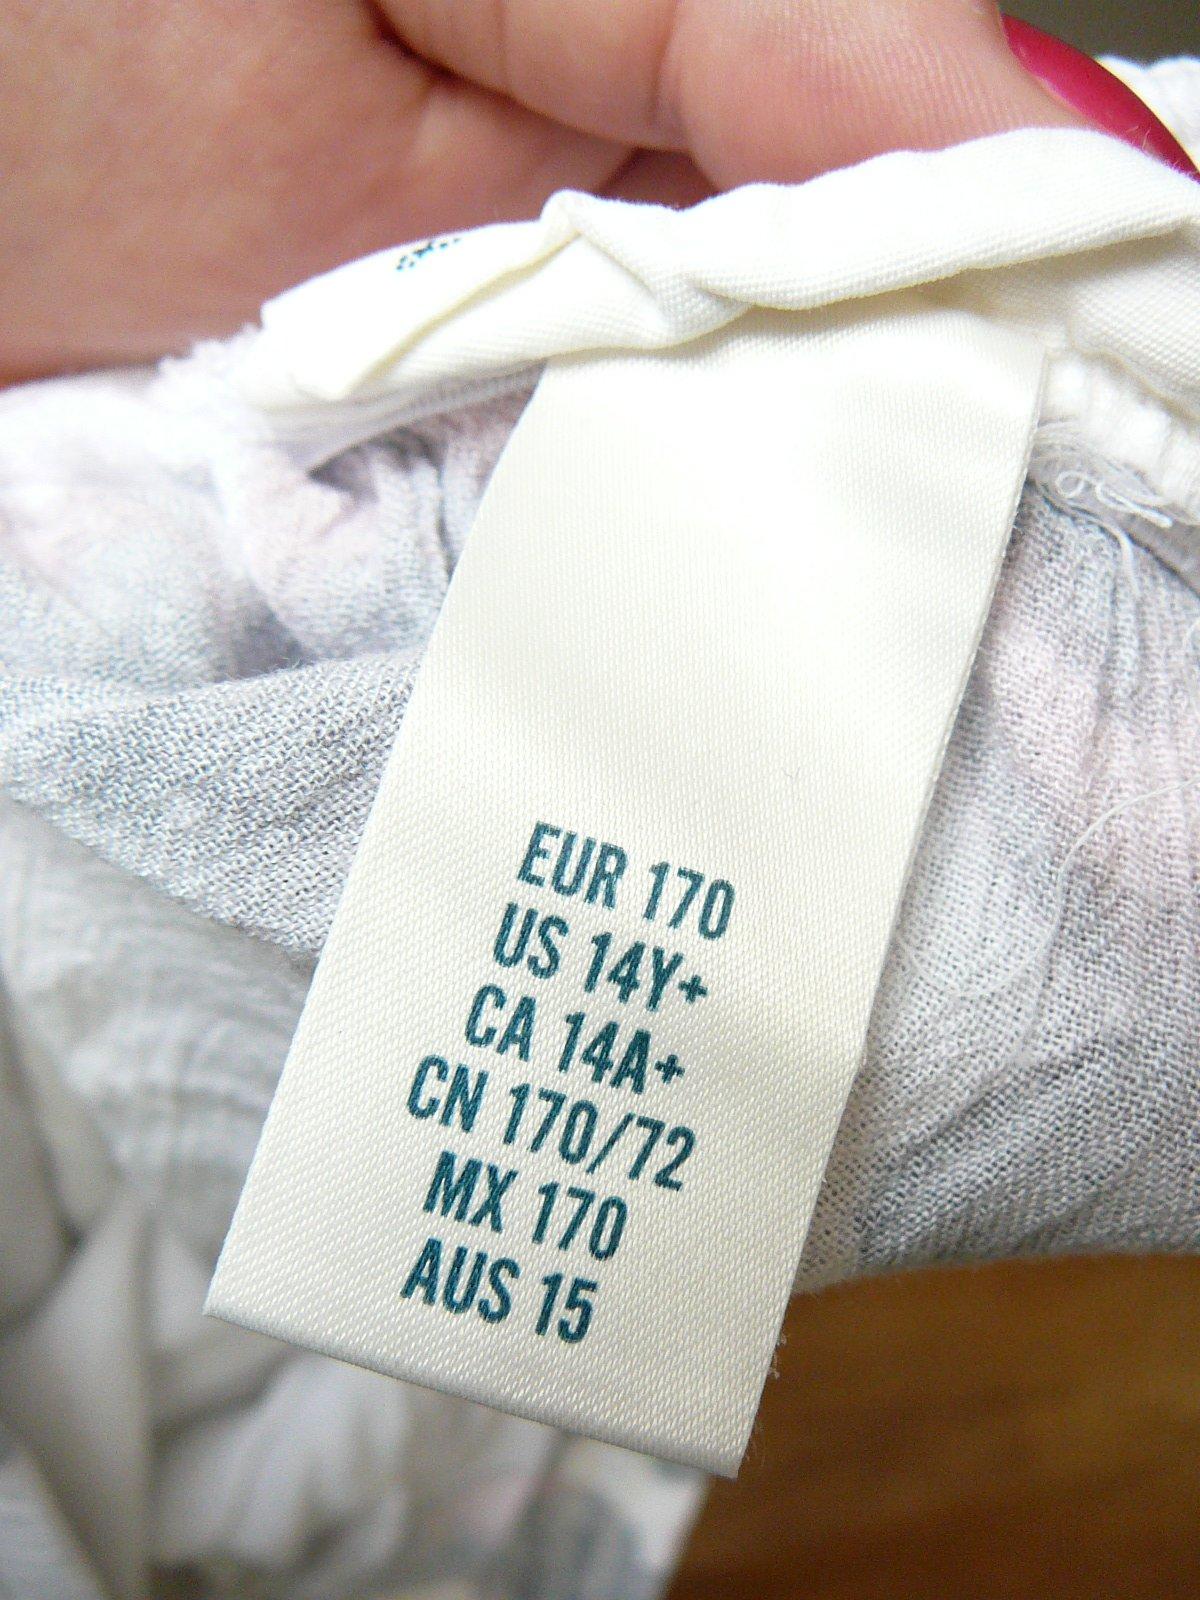 EUR 170
US 14Y+
CA 14A+
CN 170/72
MX 170
AUS 15